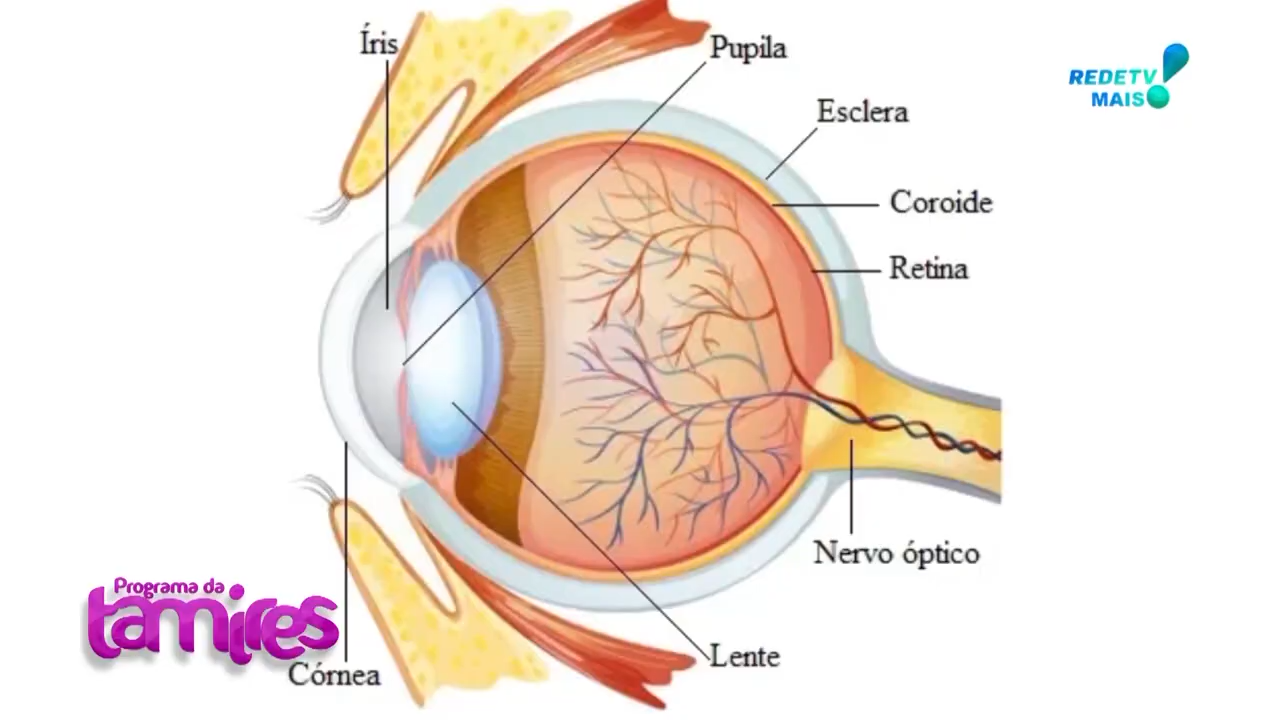 Íris
Pupila
REDETV!
MAIS
Esclera
Coroide
Retina
Nervo óptico
Programa da
tamires
Córnea
Lente